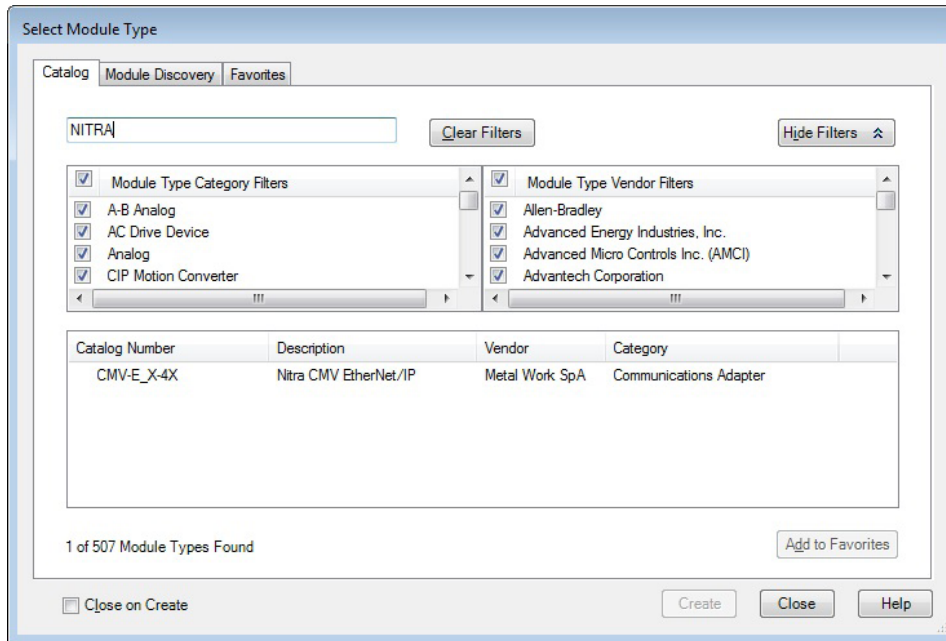 Select Module Type
Catalog Module Discovery Favorites
NITRA Clear Filters Hide Filters
Module Type Category Filters Module Type Vendor Filters
A-B Analog Allen-Bradley
AC Drive Device Advanced Energy Industries, Inc.
Analog Advanced Micro Controls Inc. (AMCI)
CIP Motion Converter Advantech Corporation
Catalog Number Description Vendor Category
CMV-E_X-4X Nitra CMV EtherNet/IP Metal Work SpA Communications Adapter
1 of 507 Module Types Found Add to Favorites
Close on Create Create Close Help